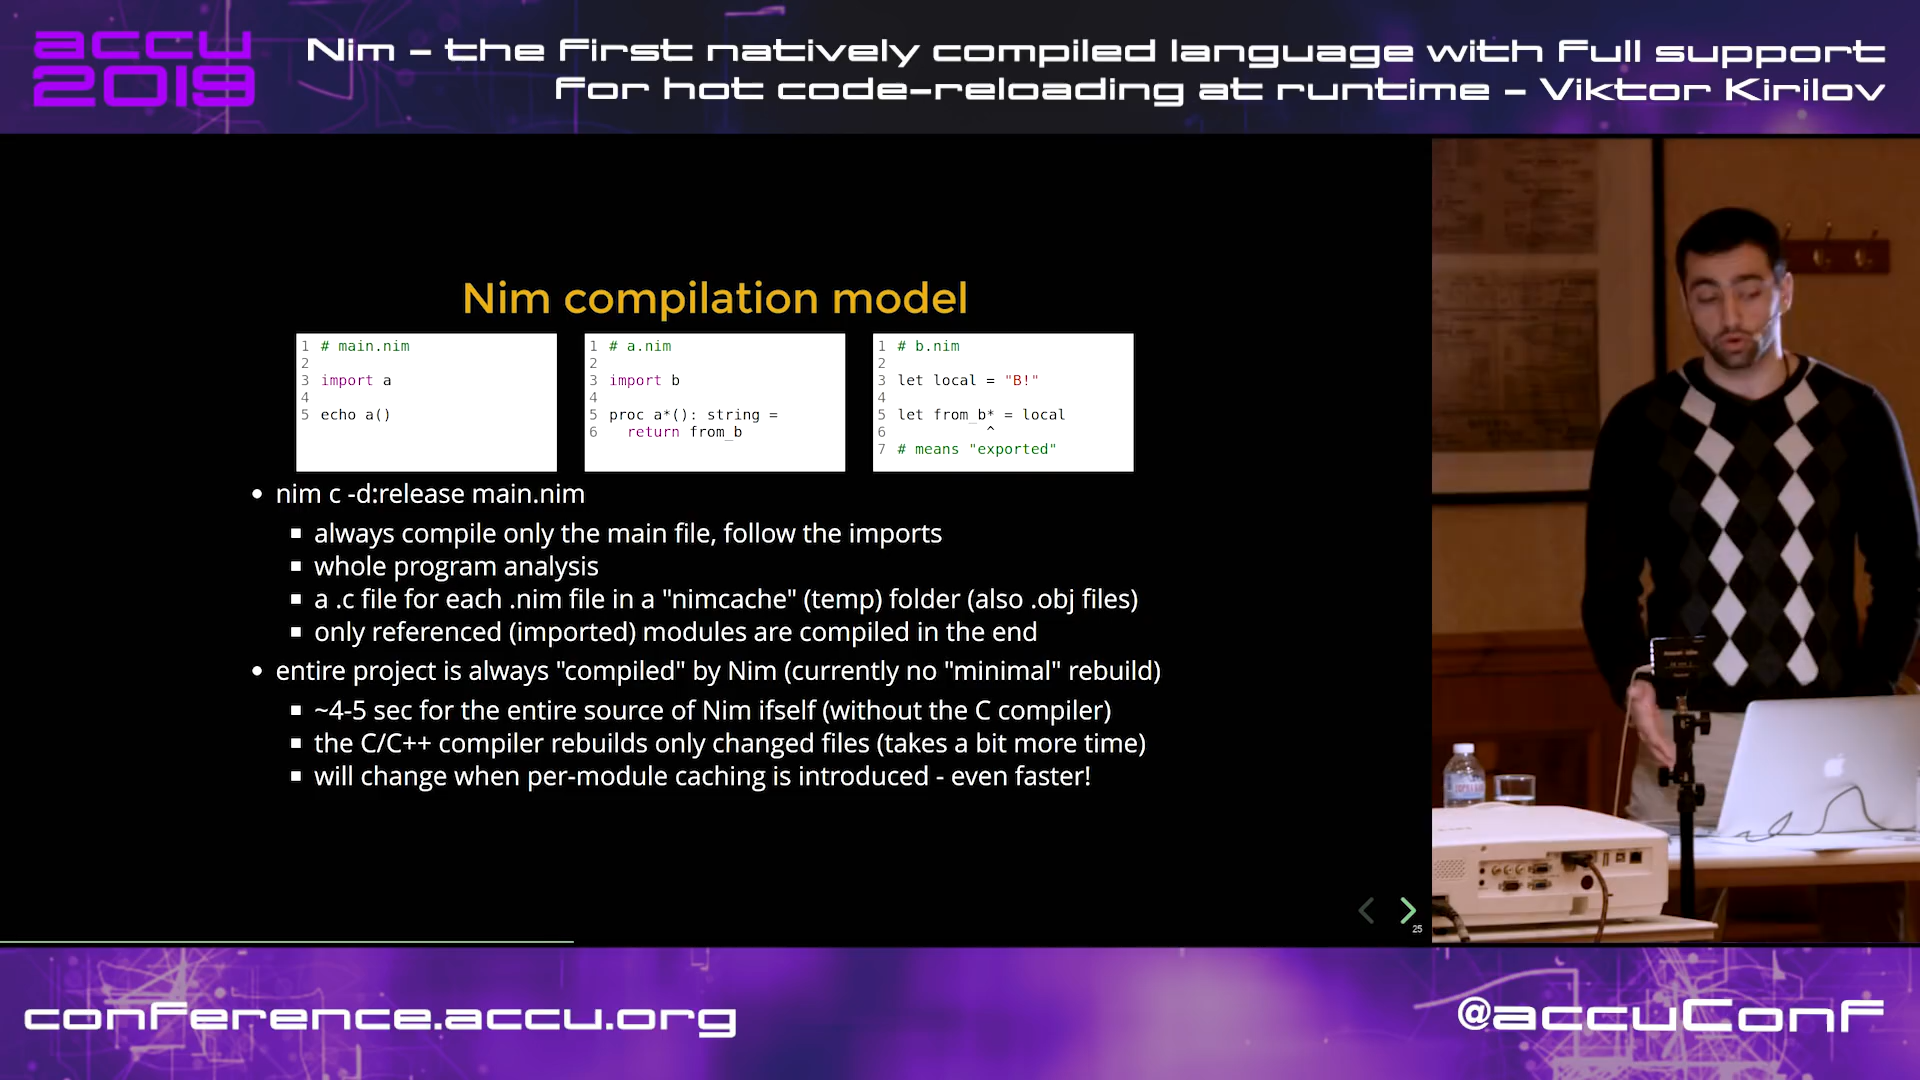 accu
2019
Nim – the first natively compiled language with full support
for hot code-reloading at runtime – Viktor Kirilov
Nim compilation model
1 # main.nim
2
3 import a
4
5 echo a()
1 # a.nim
2
3 import b
4
5 proc a*(): string =
6 return from_b
1 # b.nim
2
3 let local = "B!"
4
5 let from_b* = local
6 ^
7 # means "exported"
• nim c -d:release main.nim
▪ always compile only the main file, follow the imports
▪ whole program analysis
▪ a .c file for each .nim file in a "nimcache" (temp) folder (also .obj files)
▪ only referenced (imported) modules are compiled in the end
• entire project is always "compiled" by Nim (currently no "minimal" rebuild)
▪ ~4-5 sec for the entire source of Nim ifself (without the C compiler)
▪ the C/C++ compiler rebuilds only changed files (takes a bit more time)
▪ will change when per-module caching is introduced - even faster!
25
conference.accu.org
@accuConf